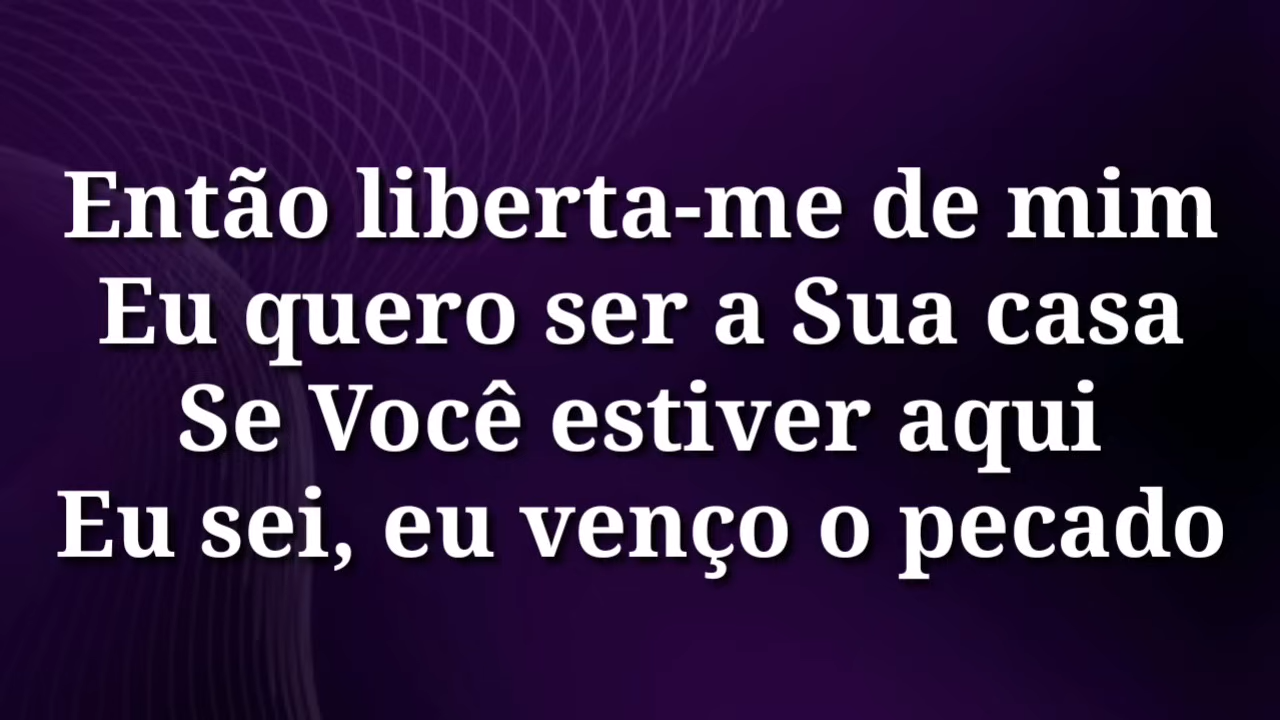 Então liberta-me de mim
Eu quero ser a Sua casa
Se Você estiver aqui
Eu sei, eu venço o pecado